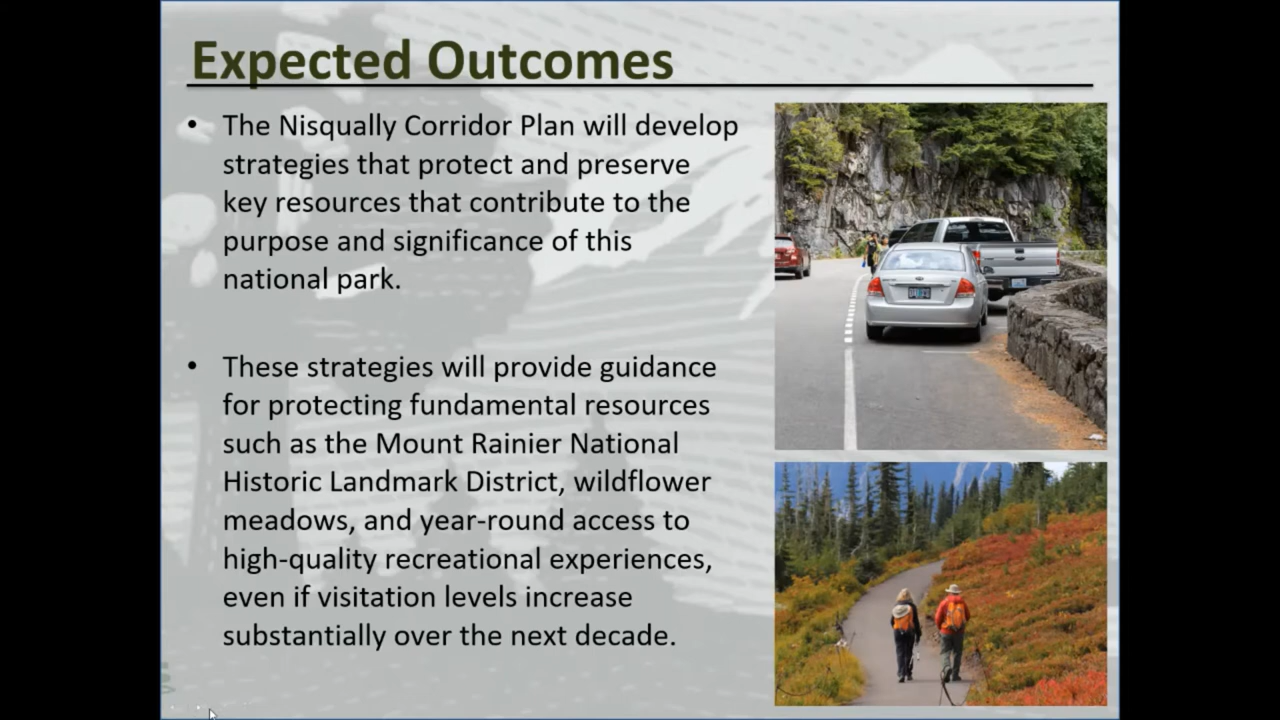 Expected Outcomes
• The Nisqually Corridor Plan will develop
strategies that protect and preserve
key resources that contribute to the
purpose and significance of this
national park.
• These strategies will provide guidance
for protecting fundamental resources
such as the Mount Rainier National
Historic Landmark District, wildflower
meadows, and year-round access to
high-quality recreational experiences,
even if visitation levels increase
substantially over the next decade.